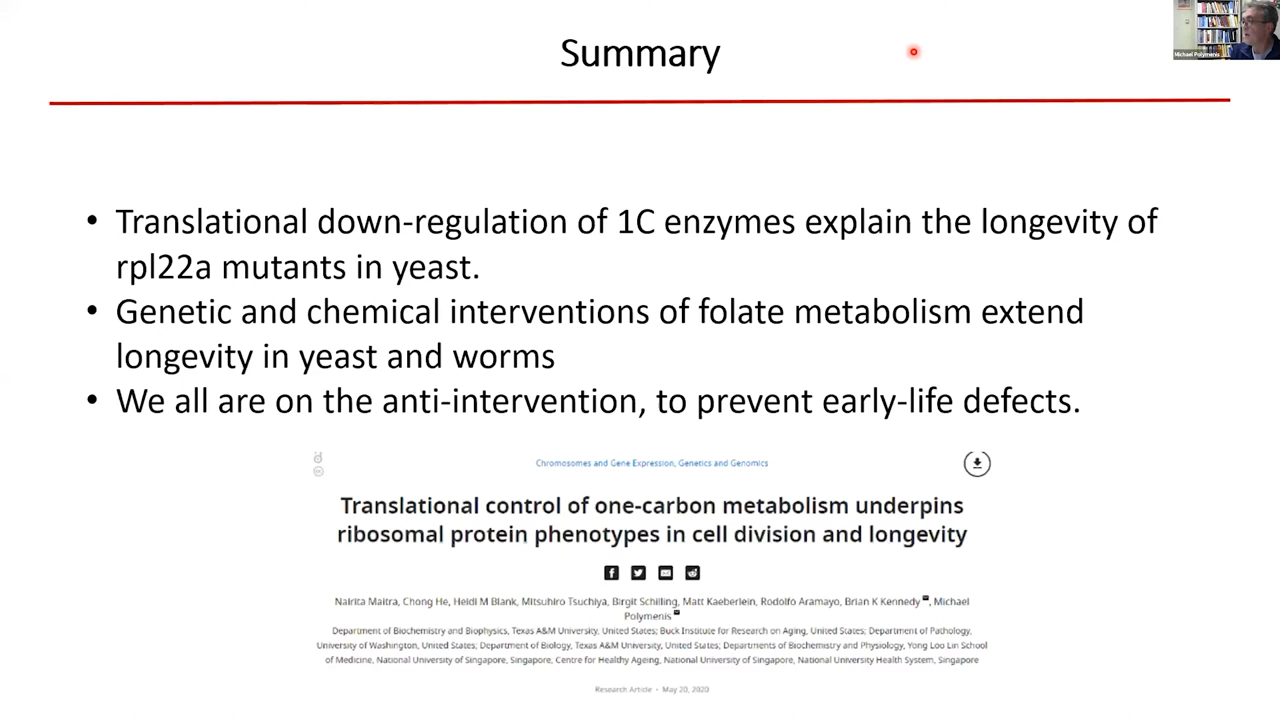 Summary
Michael Polymenis
• Translational down-regulation of 1C enzymes explain the longevity of
rpl22a mutants in yeast.
• Genetic and chemical interventions of folate metabolism extend
longevity in yeast and worms
• We all are on the anti-intervention, to prevent early-life defects.
Chromosomes and Gene Expression, Genetics and Genomics
Translational control of one-carbon metabolism underpins
ribosomal protein phenotypes in cell division and longevity
Nairita Maitra, Chong He, Heidi M Blank, Mitsuhiro Tsuchiya, Birgit Schilling, Matt Kaeberlein, Rodolfo Aramayo, Brian K Kennedy, Michael
Polymenis
Department of Biochemistry and Biophysics, Texas A&M University, United States; Buck Institute for Research on Aging, United States; Department of Pathology,
University of Washington, United States; Department of Biology, Texas A&M University, United States; Departments of Biochemistry and Physiology, Yong Loo Lin School
of Medicine, National University of Singapore, Singapore, Centre for Healthy Ageing, National University of Singapore, National University Health System, Singapore
Research Article • May 20, 2020